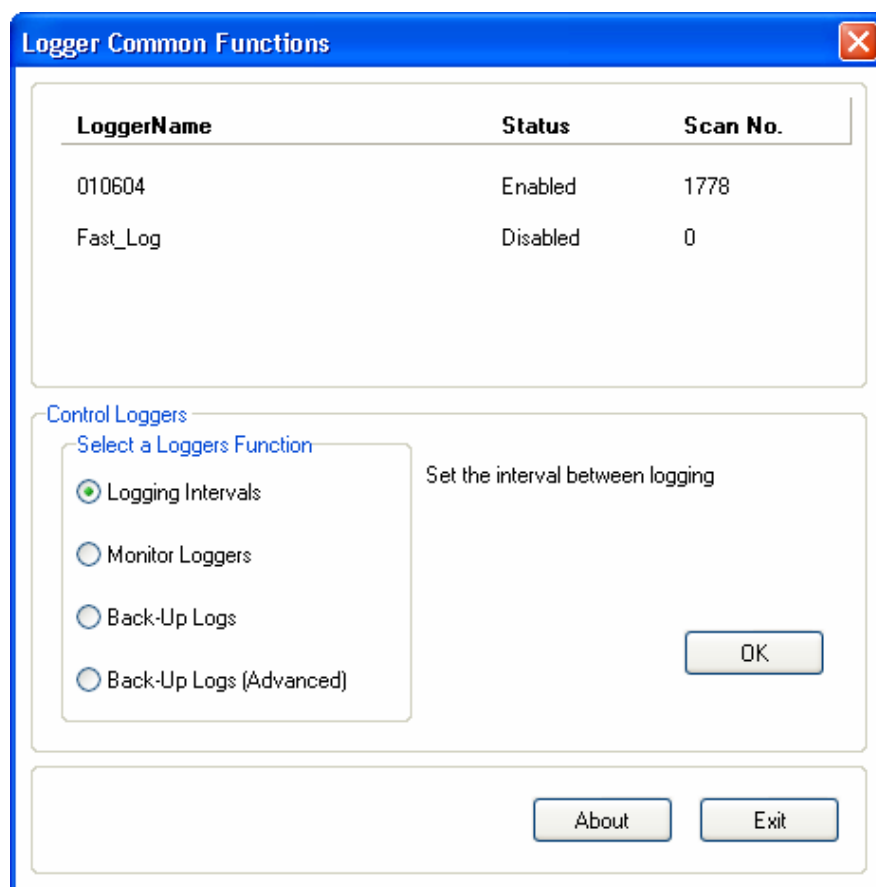 Logger Common Functions
LoggerName Status Scan No.
010604 Enabled 1778
Fast_Log Disabled 0
Control Loggers
Select a Loggers Function
Logging Intervals
Set the interval between logging
Monitor Loggers
Back-Up Logs
OK
Back-Up Logs (Advanced)
About Exit